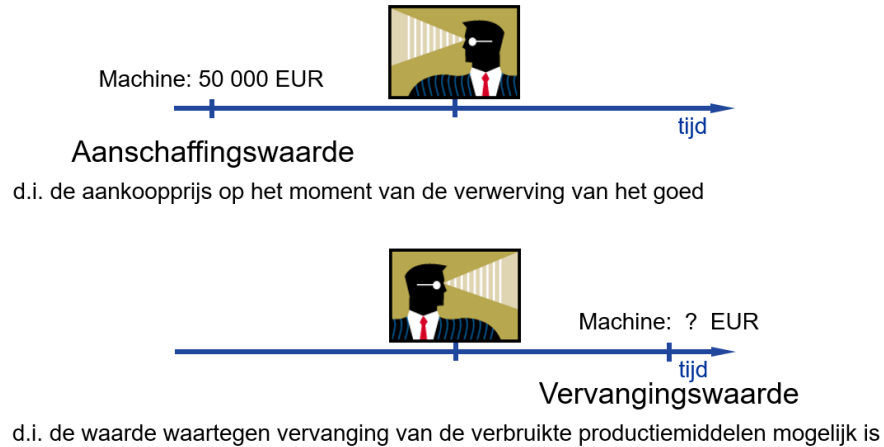 Machine: 50 000 EUR
tijd
Aanschaffingswaarde
d.i. de aankoopprijs op het moment van de verwerving van het goed
Machine: ? EUR
tijd
Vervangingswaarde
d.i. de waarde waartegen vervanging van de verbruikte productiemiddelen mogelijk is